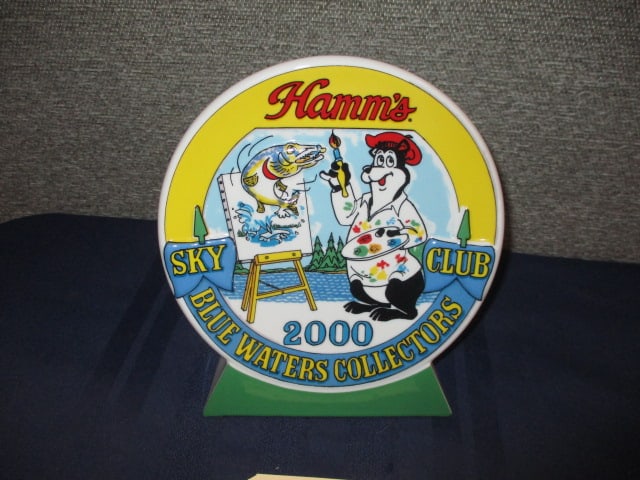 Hamm's
SKY
CLUB
2000
BLUE WATERS COLLECTORS